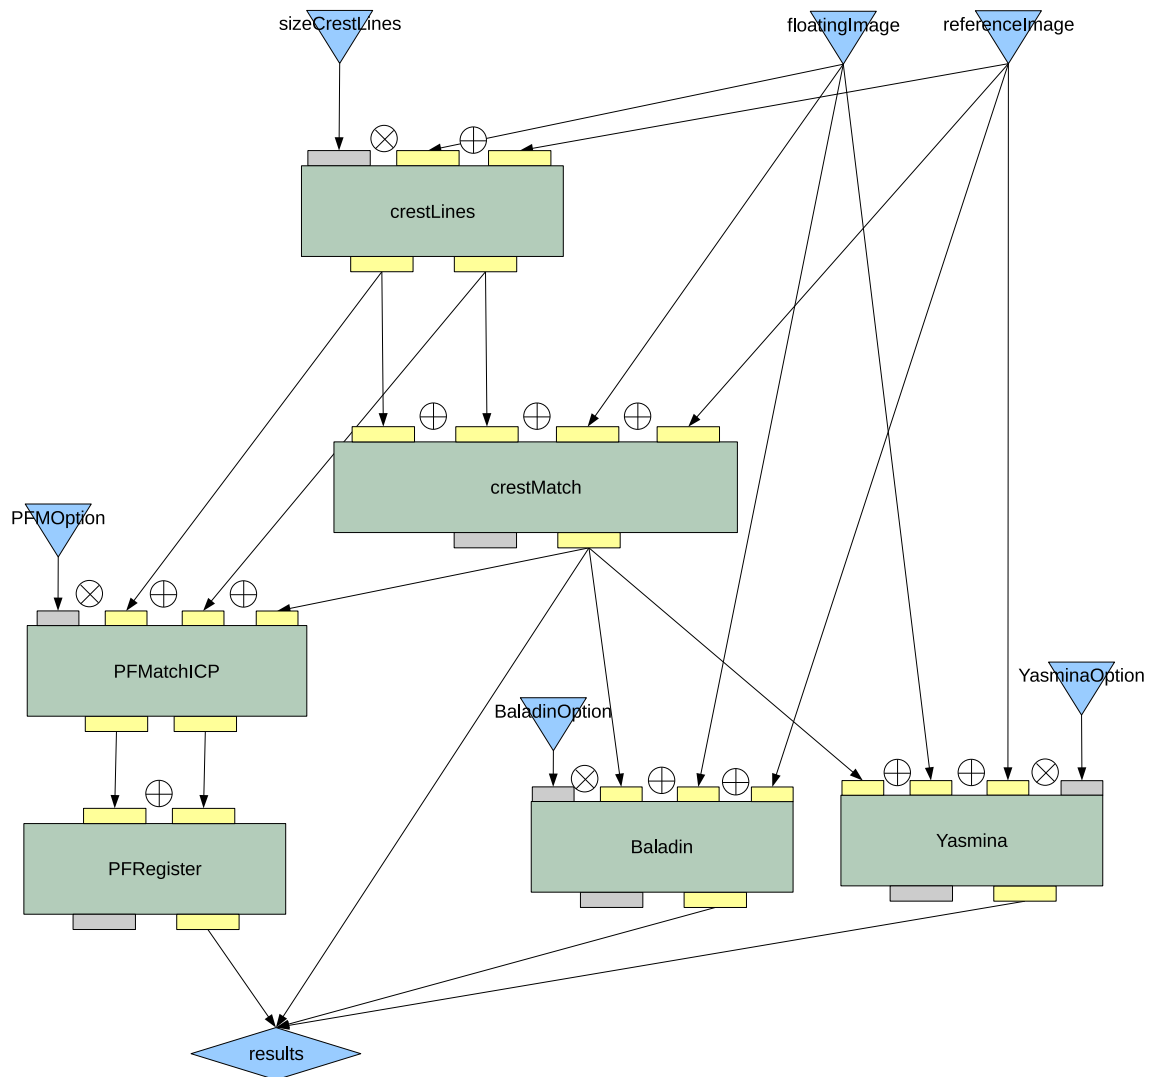 sizeCrestLines
floatingImage
referenceImage
crestLines
crestMatch
PFMOption
PFMatchICP
YasminaOption
BaladinOption
Baladin
Yasmina
PFRegister
results